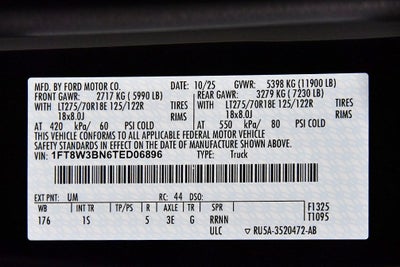 MFD. BY FORD MOTOR CO. 10/25 GVWR: 5398 KG (11900 LB)
FRONT GAWR: 2717 KG (5990 LB) REAR GAWR: 3279 KG (7230 LB)
LT275/70R18E 125/122R TIRES LT275/70R18E 125/122R TIRES
18x8.0J RIMS 18x8.0J RIMS
AT 420 kPa/ 60 PSI COLD AT 550 kPa/ 80 PSI COLD
THIS VEHICLE CONFORMS TO ALL APPLICABLE FEDERAL MOTOR VEHICLE
SAFETY STANDARDS IN EFFECT ON THE DATE OF MANUFACTURE SHOWN ABOVE.
VIN: 1FT8W3BN6TED06896 TYPE: Truck
EXT PNT: UM RC: 44 DSO:
WB INT TR TP/PS R AXLE TR SPR F1325
176 1S 5 3E G RRNN T1095
ULC ▽ RU5A-3520472-AB